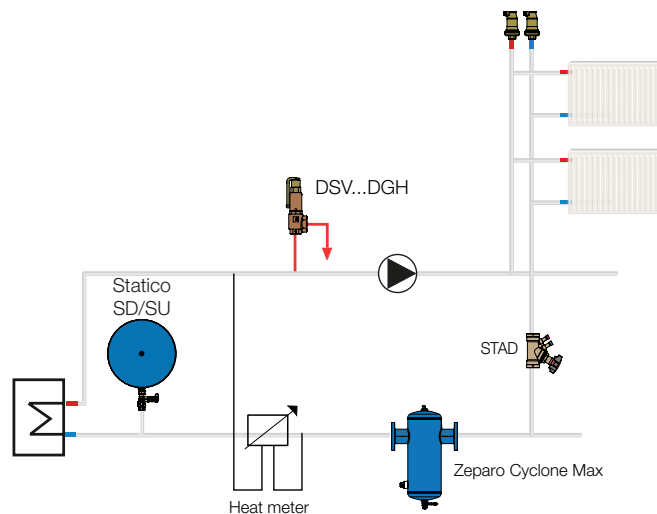 DSV...DGH
Statico
SD/SU
STAD
Zeparo Cyclone Max
Heat meter